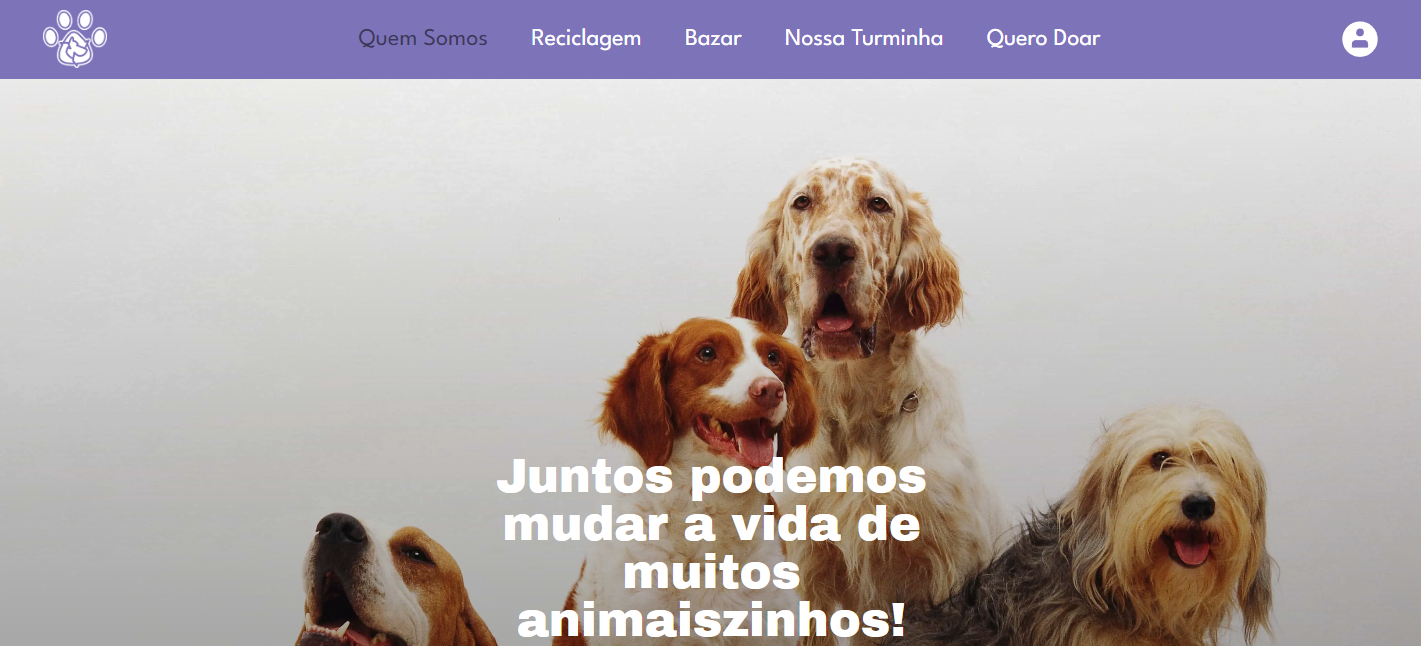 Quem Somos Reciclagem Bazar Nossa Turminha Quero Doar
Juntos podemos
mudar a vida de
muitos
animaiszinhos!